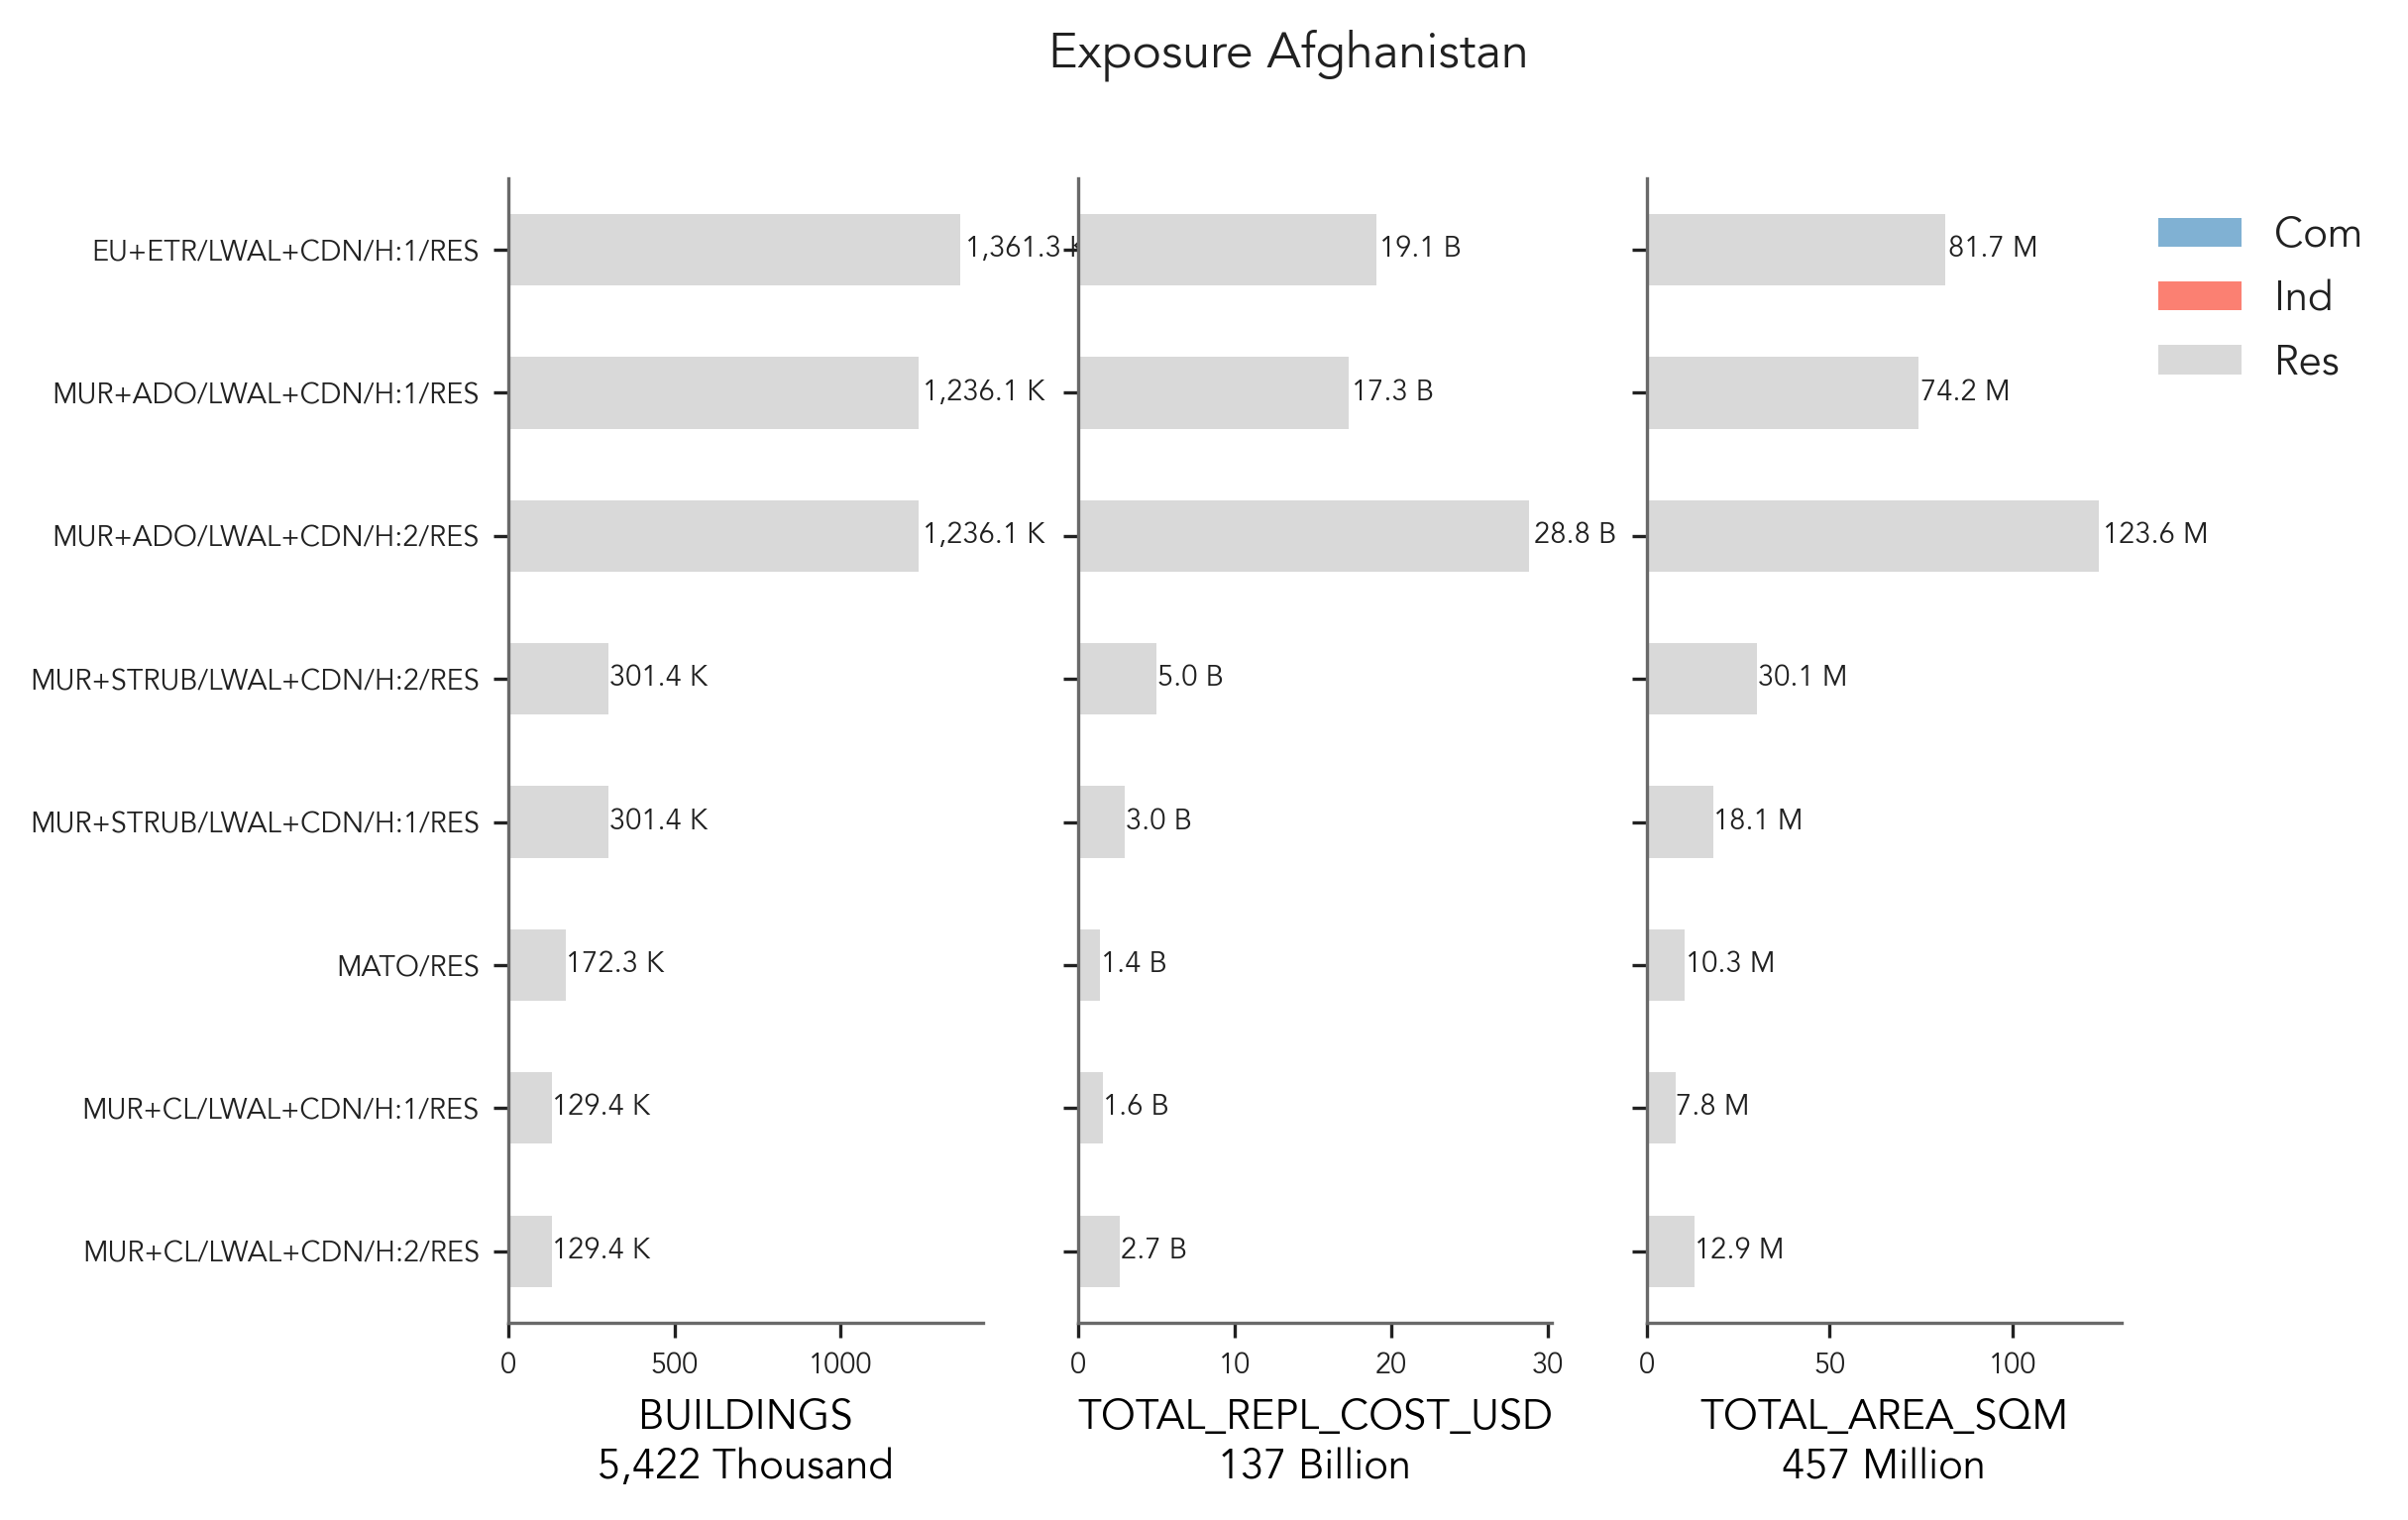 Exposure Afghanistan
EU+ETR/LWAL+CDN/H:1/RES
MUR+ADO/LWAL+CDN/H:1/RES
MUR+ADO/LWAL+CDN/H:2/RES
MUR+STRUB/LWAL+CDN/H:2/RES
MUR+STRUB/LWAL+CDN/H:1/RES
MATO/RES
MUR+CL/LWAL+CDN/H:1/RES
MUR+CL/LWAL+CDN/H:2/RES
1,361.3 K
1,236.1 K
1,236.1 K
301.4 K
301.4 K
172.3 K
129.4 K
129.4 K
0 500 1000
BUILDINGS
5,422 Thousand
19.1 B
17.3 B
28.8 B
5.0 B
3.0 B
1.4 B
1.6 B
2.7 B
0 10 20 30
TOTAL_REPL_COST_USD
137 Billion
81.7 M
74.2 M
123.6 M
30.1 M
18.1 M
10.3 M
7.8 M
12.9 M
0 50 100
TOTAL_AREA_SQM
457 Million
Com
Ind
Res